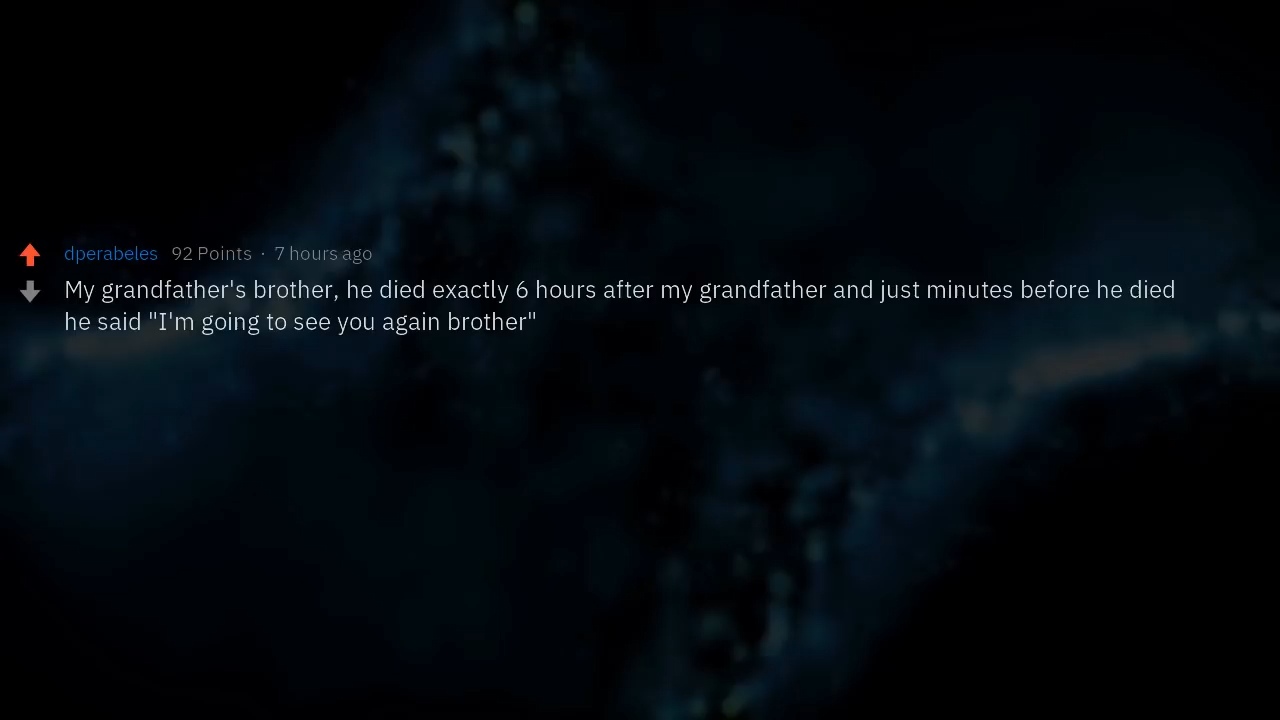 dperabeles 92 Points · 7 hours ago
My grandfather's brother, he died exactly 6 hours after my grandfather and just minutes before he died
he said "I'm going to see you again brother"